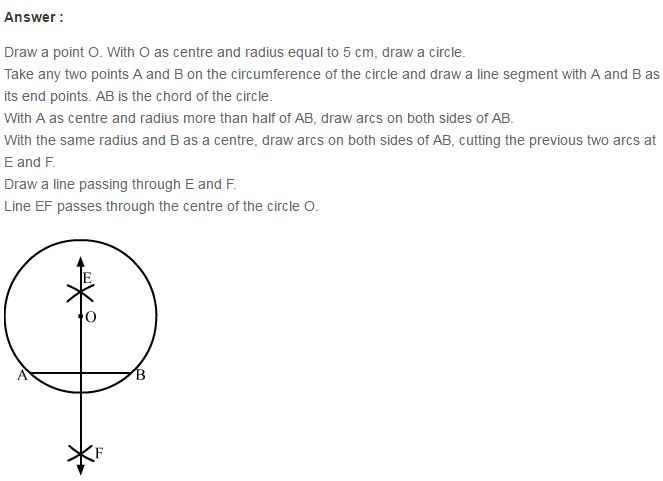 Answer :
Draw a point O. With O as centre and radius equal to 5 cm, draw a circle.
Take any two points A and B on the circumference of the circle and draw a line segment with A and B as
its end points. AB is the chord of the circle.
With A as centre and radius more than half of AB, draw arcs on both sides of AB.
With the same radius and B as a centre, draw arcs on both sides of AB, cutting the previous two arcs at
E and F.
Draw a line passing through E and F.
Line EF passes through the centre of the circle O.
E
O
A B
F